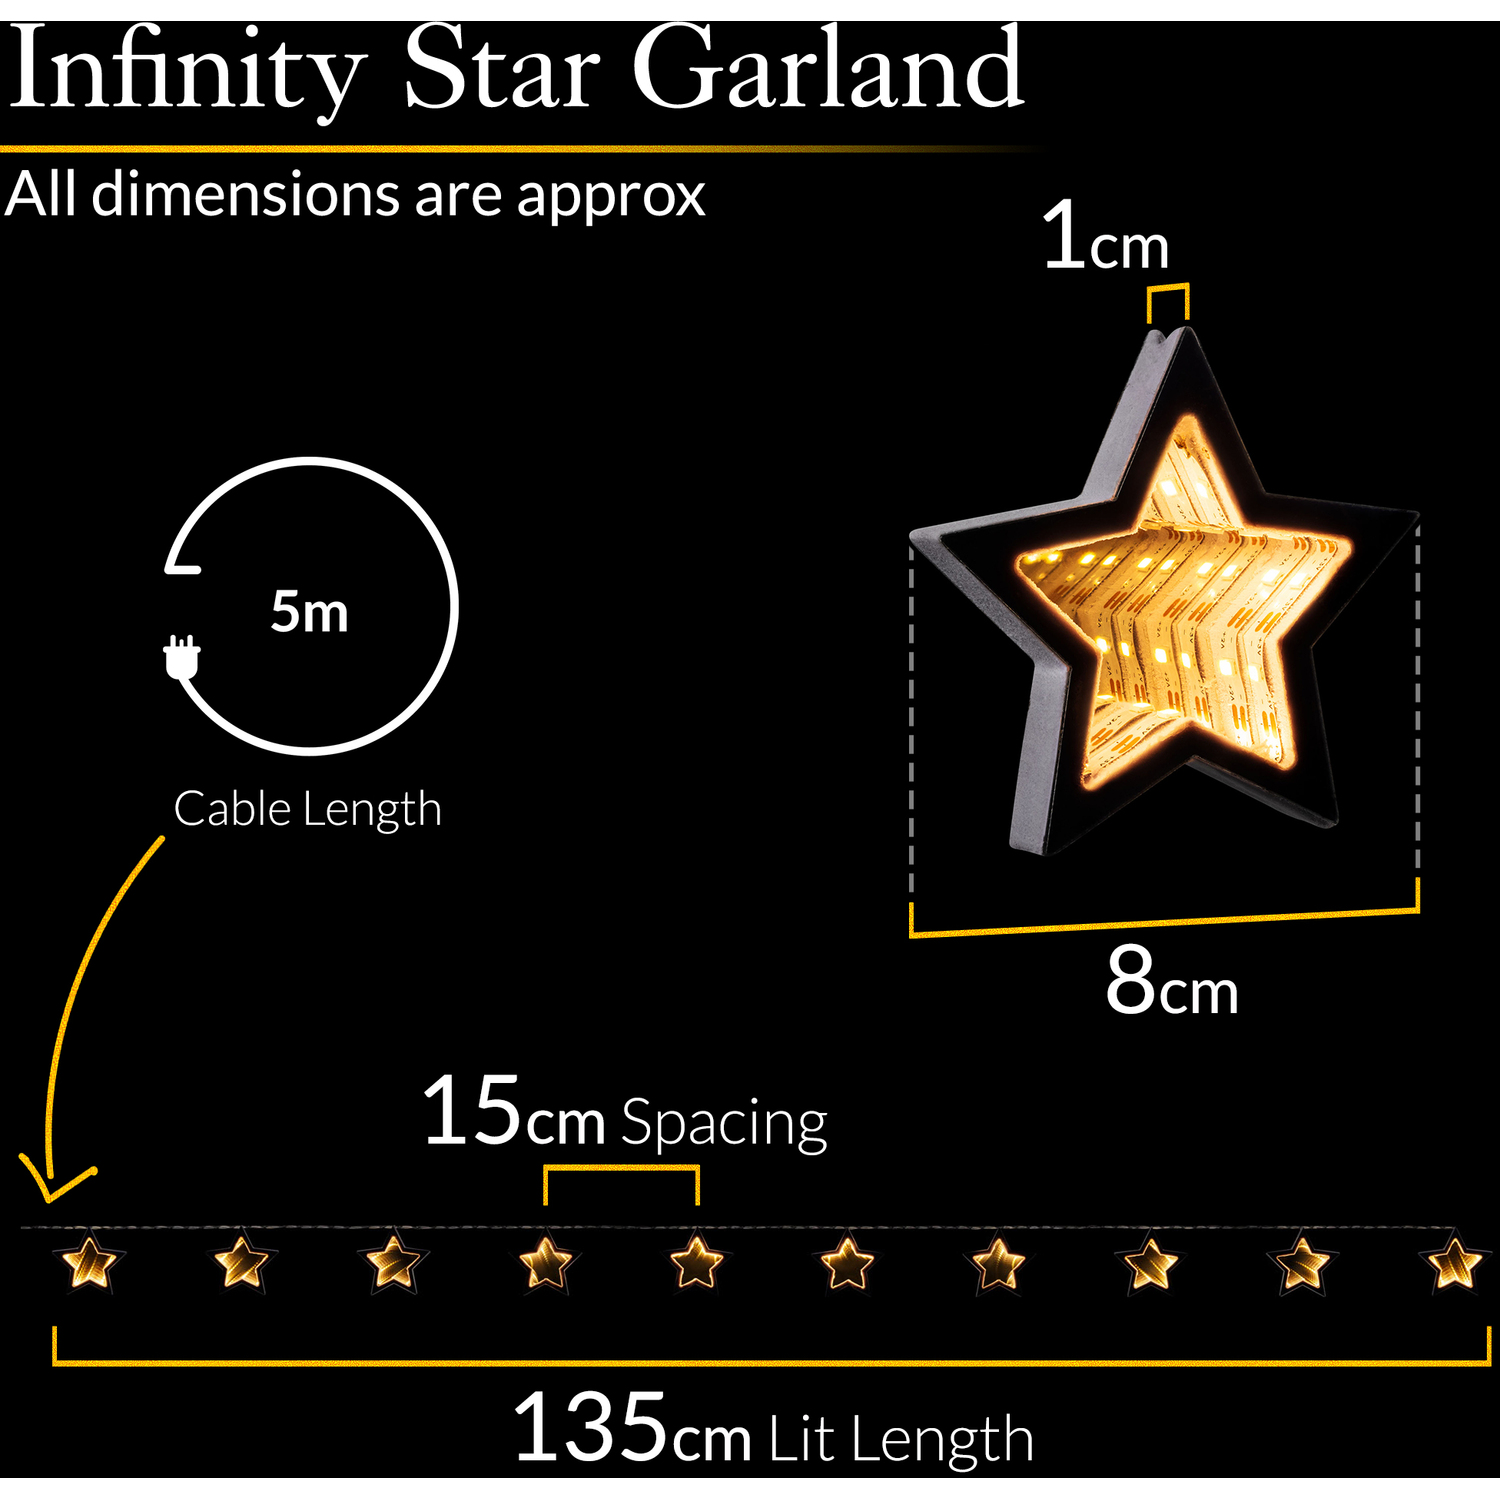 Infinity Star Garland
All dimensions are approx
1cm
5m
Cable Length
8cm
15cm Spacing
135cm Lit Length